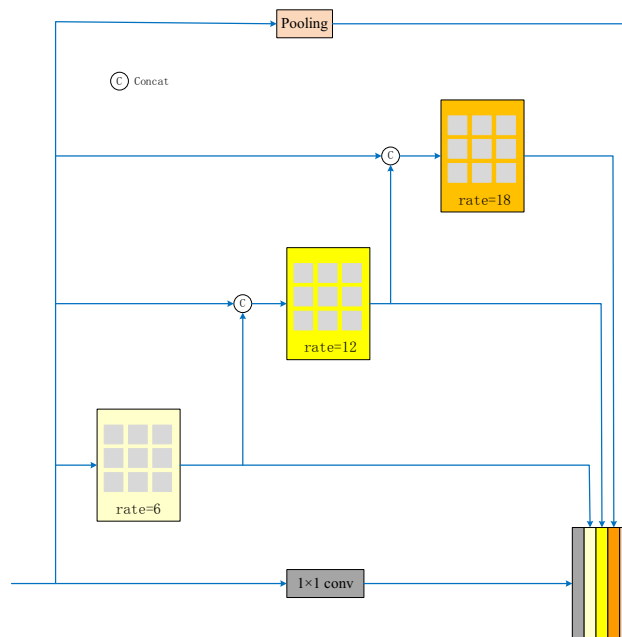 Pooling
C Concat
C
rate=18
C
rate=12
rate=6
1×1 conv